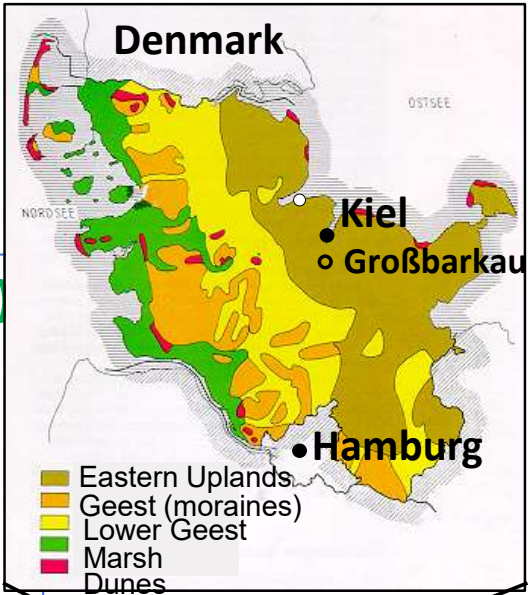 Denmark
OSTSEE
NORDSEE
Kiel
Großbarkau
Hamburg
Eastern Uplands
Geest (moraines)
Lower Geest
Marsh
Dunes